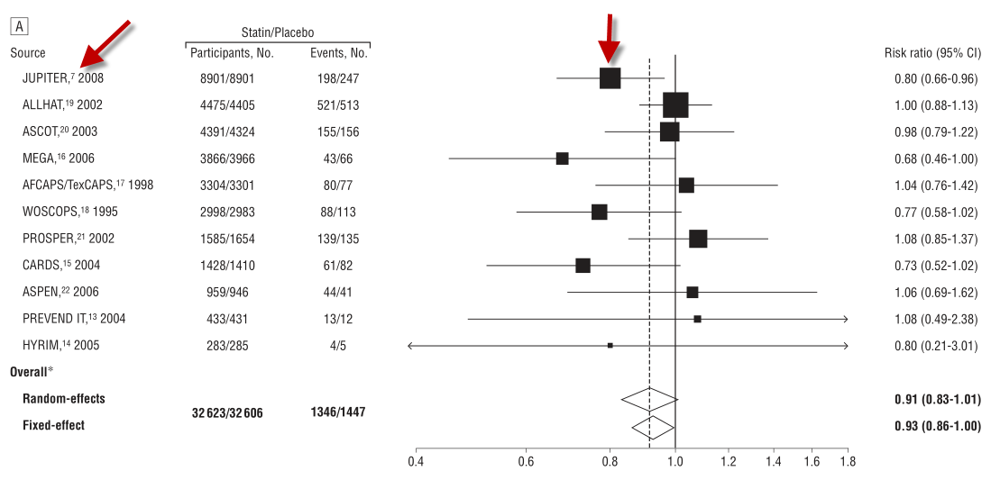 A
Statin/Placebo
Source Participants, No. Events, No. Risk ratio (95% CI)
JUPITER,⁷ 2008 8901/8901 198/247 0.80 (0.66-0.96)
ALLHAT,¹⁹ 2002 4475/4405 521/513 1.00 (0.88-1.13)
ASCOT,²⁰ 2003 4391/4324 155/156 0.98 (0.79-1.22)
MEGA,¹⁶ 2006 3866/3966 43/66 0.68 (0.46-1.00)
AFCAPS/TexCAPS,¹⁷ 1998 3304/3301 80/77 1.04 (0.76-1.42)
WOSCOPS,¹⁸ 1995 2998/2983 88/113 0.77 (0.58-1.02)
PROSPER,²¹ 2002 1585/1654 139/135 1.08 (0.85-1.37)
CARDS,¹⁵ 2004 1428/1410 61/82 0.73 (0.52-1.02)
ASPEN,²² 2006 959/946 44/41 1.06 (0.69-1.62)
PREVEND IT,¹³ 2004 433/431 13/12 1.08 (0.49-2.38)
HYRIM,¹⁴ 2005 283/285 4/5 0.80 (0.21-3.01)
Overall*
Random-effects 0.91 (0.83-1.01)
32 623/32 606 1346/1447
Fixed-effect 0.93 (0.86-1.00)
0.4 0.6 0.8 1.0 1.2 1.4 1.6 1.8